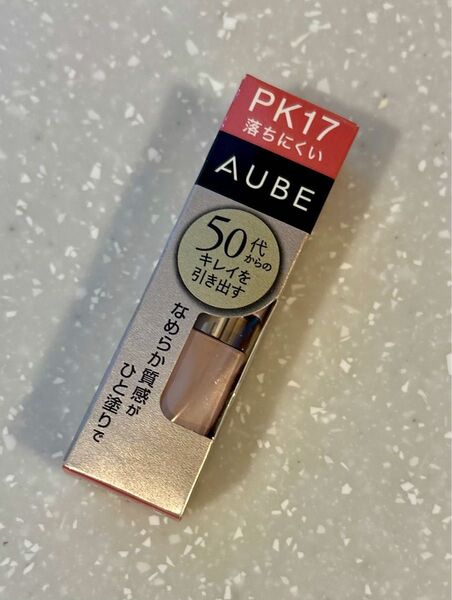 PK17
落ちにくい
AUBE
50代
からの
キレイを
引き出す
なめらか質感が
ひと塗りで